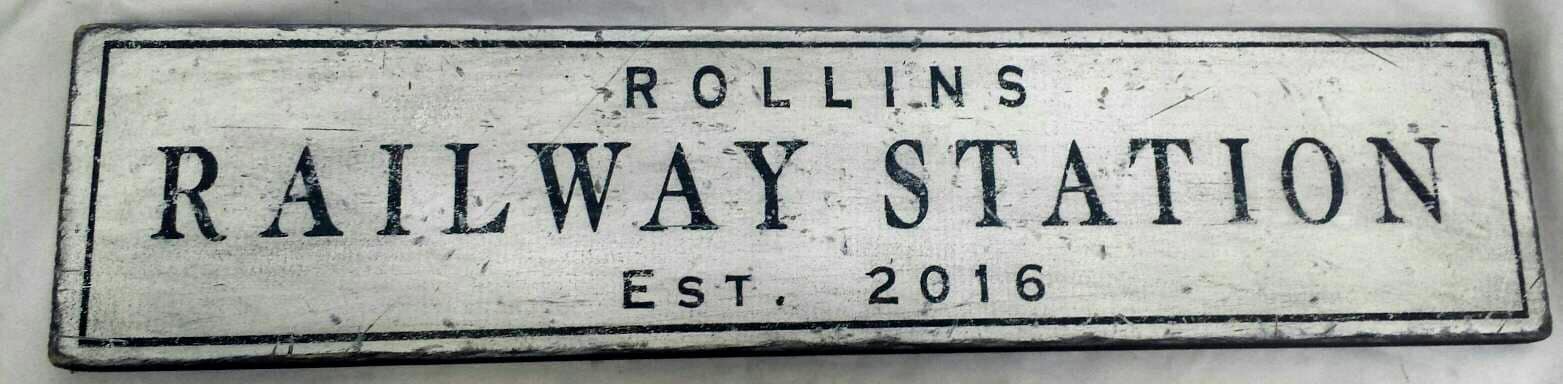 ROLLINS
RAILWAY STATION
EST. 2016